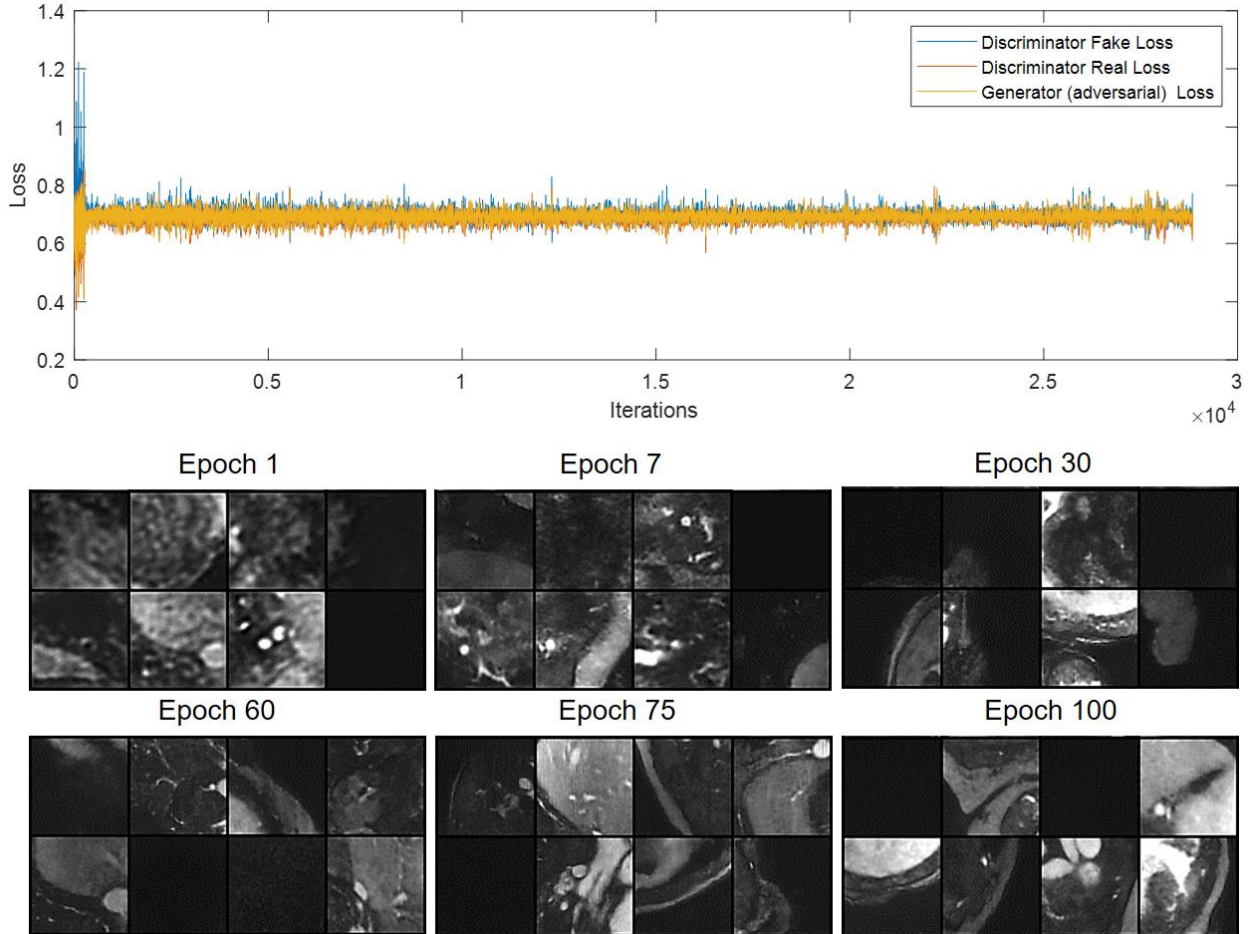 1.4
1.2
1
0.8
0.6
0.4
0.2
Loss
Discriminator Fake Loss
Discriminator Real Loss
Generator (adversarial)  Loss
0
0.5
1
1.5
2
2.5
3
Iterations
×10⁴
Epoch 1
Epoch 7
Epoch 30
Epoch 60
Epoch 75
Epoch 100